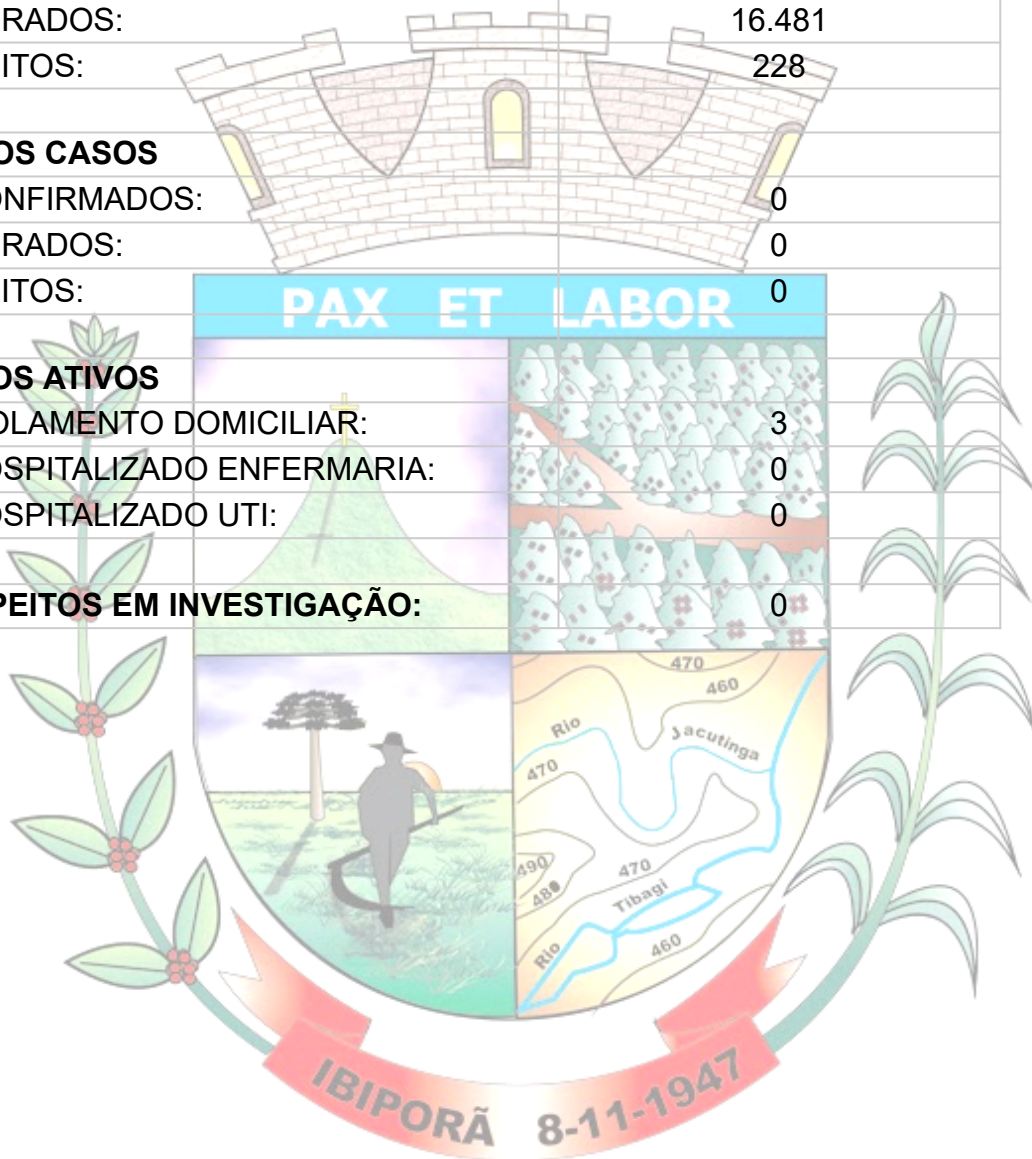 RADOS: 16.481
ITOS: 228
OS CASOS
ONFIRMADOS: 0
RADOS: 0
ITOS: 0
PAX ET LABOR
OS ATIVOS
OLAMENTO DOMICILIAR: 3
OSPITALIZADO ENFERMARIA: 0
OSPITALIZADO UTI: 0
PEITOS EM INVESTIGAÇÃO: 0
470
460
Rio Jacutinga
470
490
480
470
Rio Tibagi
460
IBIPORÃ 8-11-1947